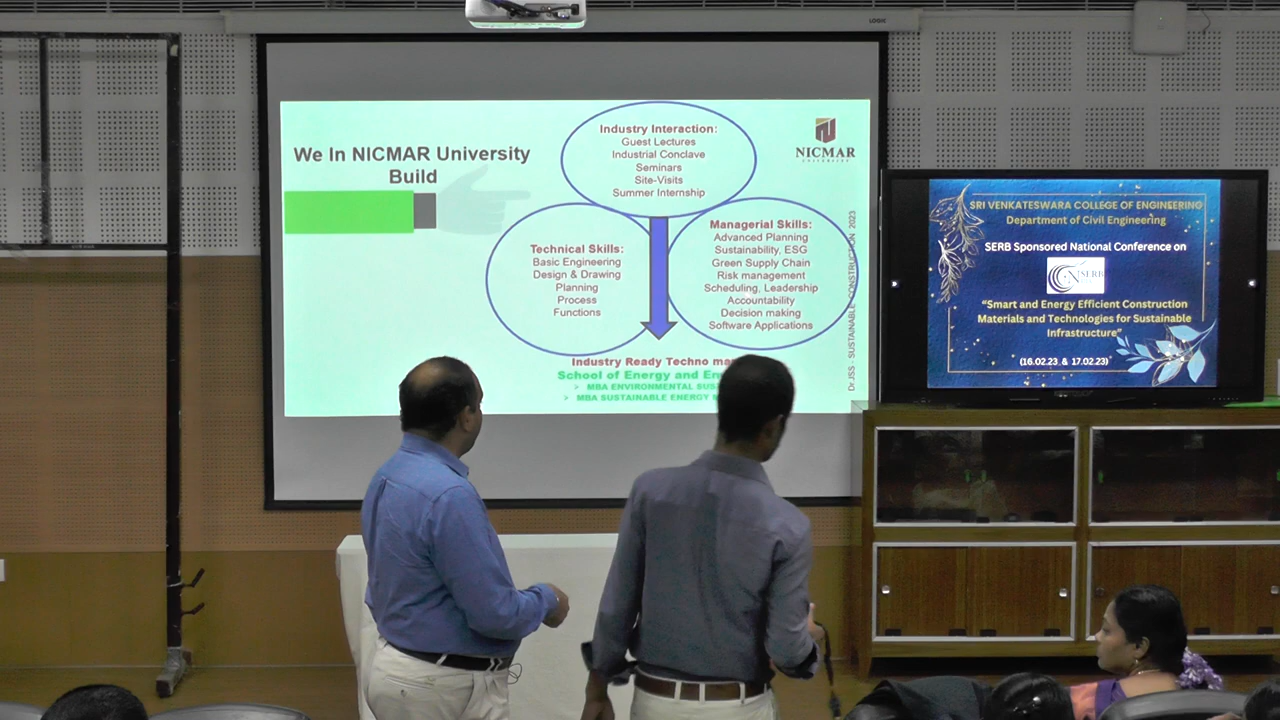 LOGIC
We In NICMAR University
Build
Industry Interaction:
Guest Lectures
Industrial Conclave
Seminars
Site-Visits
Summer Internship
NICMAR
UNIVERSITY
Technical Skills:
Basic Engineering
Design & Drawing
Planning
Process
Functions
Managerial Skills:
Advanced Planning
Sustainability, ESG
Green Supply Chain
Risk management
Scheduling, Leadership
Accountability
Decision making
Software Applications
Industry Ready Techno
School of Energy and
> MBA ENVIRONMENTAL
> MBA SUSTAINABLE ENERGY
Dr.JSS - SUSTAINABLE CONSTRUCTION 2023
SRI VENKATESWARA COLLEGE OF ENGINEERING
Department of Civil Engineering
SERB Sponsored National Conference on
SERB
“Smart and Energy Efficient Construction
Materials and Technologies for Sustainable
Infrastructure”
(16.02.23 & 17.02.23)